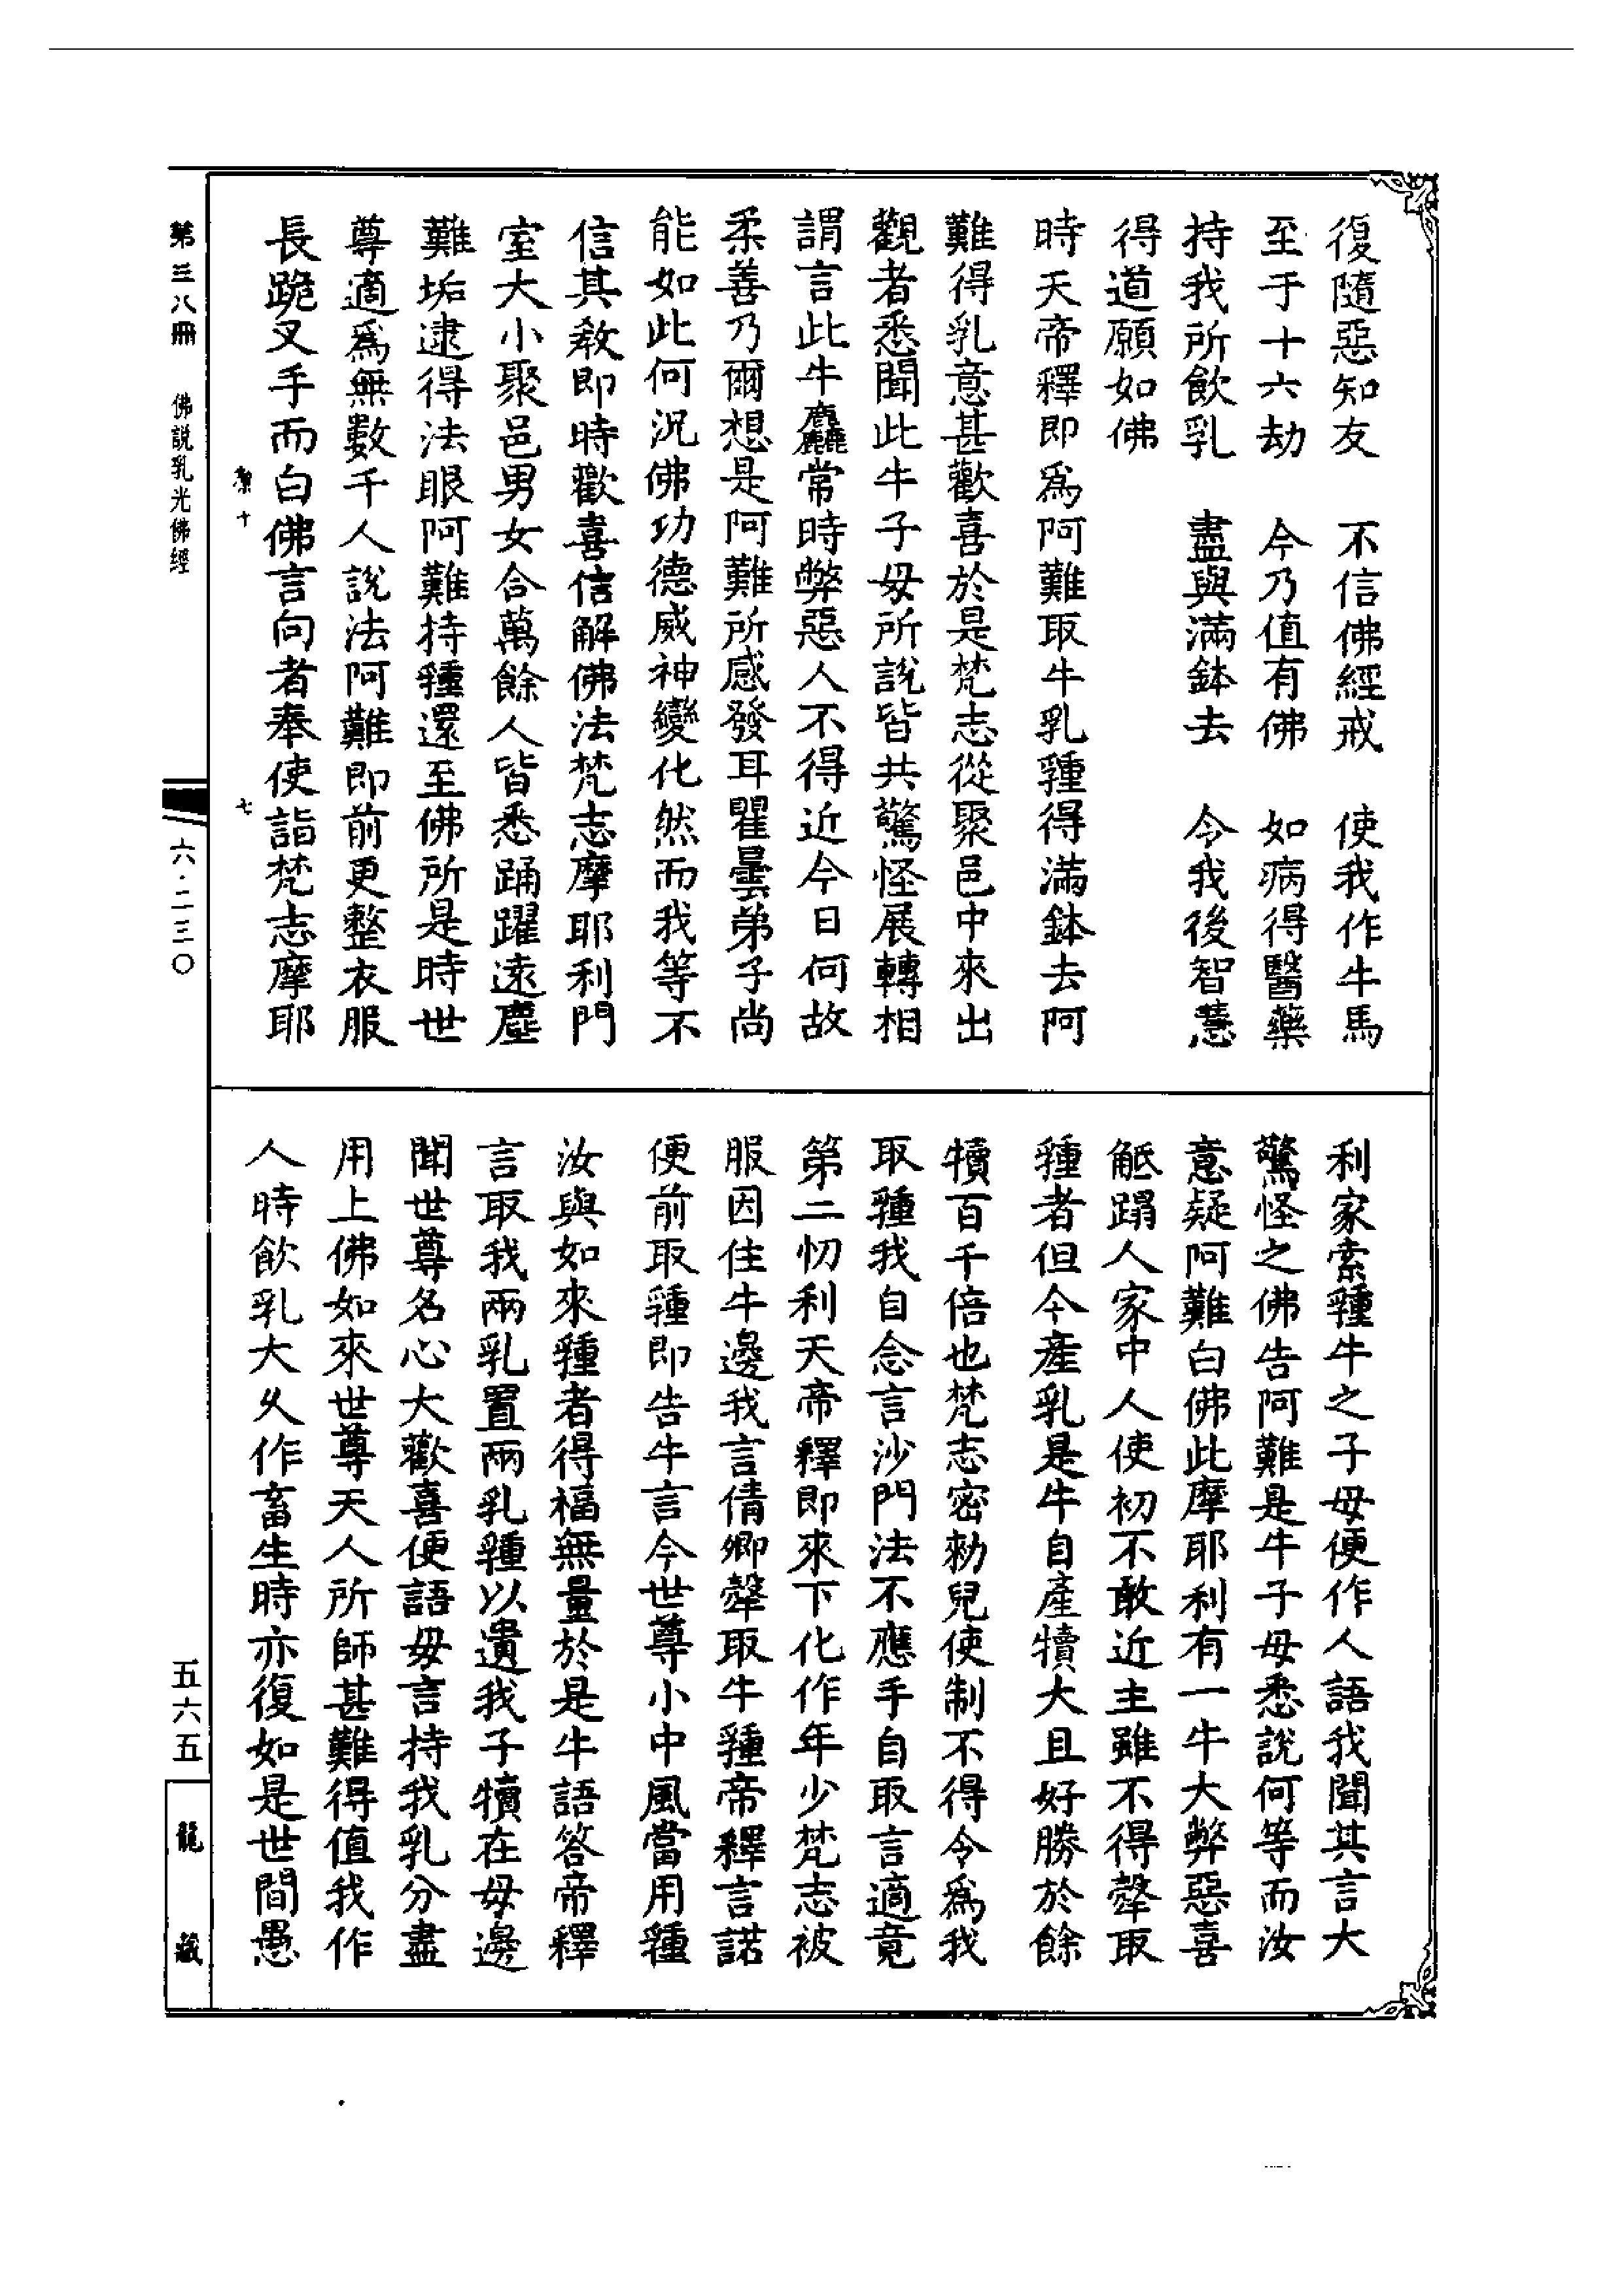 復隨惡知友　不信佛經戒　使我作牛馬
至于十六劫　今乃值有佛　如病得醫藥
持我所飲乳　盡與滿鉢去　令我後智慧
得道願如佛
時天帝釋即爲阿難取牛乳湩得滿鉢去阿
難得乳意甚歡喜於是梵志從聚邑中來出
觀者悉聞此牛子母所說皆共驚怪展轉相
謂言此牛麤常時弊惡人不得近今日何故
柔善乃爾想是阿難所感發耳瞿曇弟子尚
能如此何況佛功德威神變化然而我等不
信其教即時歡喜信解佛法梵志摩耶利門
室大小聚邑男女合萬餘人皆悉踊躍遠塵
難垢逮得法眼阿難持湩還至佛所是時世
尊適爲無数千人說法阿難即前更整衣服
長跪叉手而白佛言向者奉使詣梵志摩耶
利家索湩牛之子母便作人語我聞其言大
驚怪之佛告阿難是牛子母悉說何等而汝
意疑阿難白佛此摩耶利有一牛大弊惡喜
觝蹋人家中人使初不敢近主雖不得犛取
湩者但今產乳是牛自產犢大且好勝於餘
犢百千倍也梵志密勑兒使制不得令爲我
取湩我自念言沙門法不應手自取言適竟
第二忉利天帝釋即來下化作年少梵志被
服因住牛邊我言倩卿犛取牛湩帝釋言諾
便前取湩即告牛言今世尊小中風當用湩
汝與如來湩者得福無量於是牛語答帝釋
言取我兩乳置兩乳湩以遺我子犢在母邊
聞世尊名心大歡喜便語母言持我乳分盡
用上佛如來世尊天人所師甚難得值我作
人時飲乳大久作畜生時亦復如是世間愚
潔十　七
第三八冊　佛説乳光佛經　六·二三〇　五六五　龍藏